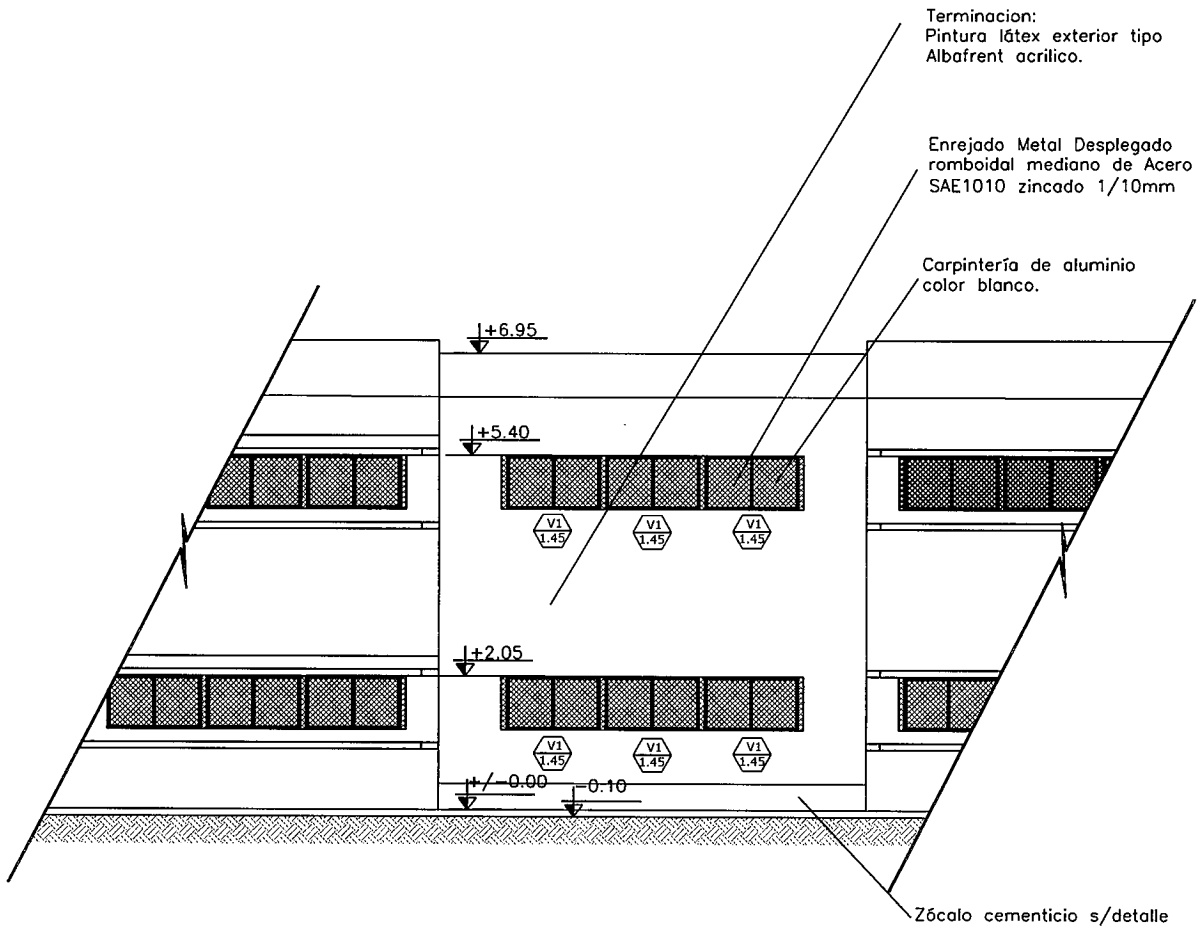 Terminacion:
Pintura látex exterior tipo
Albafrent acrilico.
Enrejado Metal Desplegado
romboidal mediano de Acero
SAE1010 zincado 1/10mm
Carpintería de aluminio
color blanco.
+6.95
+5.40
V1
1.45
V1
1.45
V1
1.45
+2.05
V1
1.45
V1
1.45
V1
1.45
+/-0.00
-0.10
Zócalo cementicio s/detalle